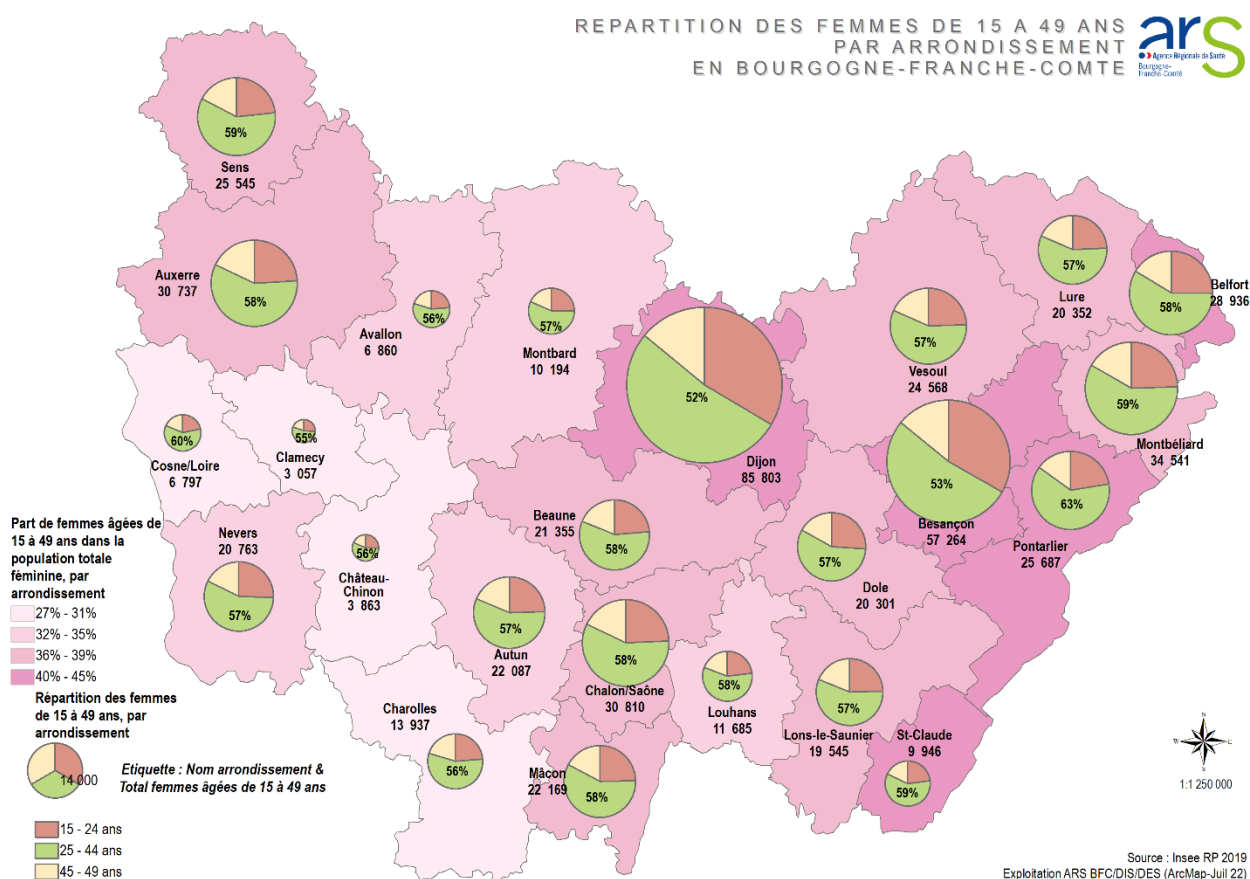 REPARTITION DES FEMMES DE 15 A 49 ANS
PAR ARRONDISSEMENT
EN BOURGOGNE-FRANCHE-COMTE
ars
Agence Régionale de Santé
Bourgogne-
Franche-Comté
59%
Sens
25 545
Auxerre
30 737
58%
56%
Avallon
6 860
57%
Montbard
10 194
52%
Dijon
85 803
57%
Vesoul
24 568
57%
Lure
20 352
58%
Belfort
28 936
59%
Montbéliard
34 541
60%
Cosne/Loire
6 797
55%
Clamecy
3 057
53%
Besançon
57 264
63%
Pontarlier
25 687
Nevers
20 763
57%
56%
Château-
Chinon
3 863
Beaune
21 355
58%
57%
Dole
20 301
57%
Autun
22 087
58%
Chalon/Saône
30 810
58%
Louhans
11 685
57%
Lons-le-Saunier
19 545
St-Claude
9 946
59%
Charolles
13 937
56%
Mâcon
22 169
58%
Part de femmes âgées de
15 à 49 ans dans la
population totale
féminine, par
arrondissement
27% - 31%
32% - 35%
36% - 39%
40% - 45%
Répartition des femmes
de 15 à 49 ans, par
arrondissement
14 000
Etiquette : Nom arrondissement &
Total femmes âgées de 15 à 49 ans
15 - 24 ans
25 - 44 ans
45 - 49 ans
N
W
E
S
1:1 250 000
Source : Insee RP 2019
Exploitation ARS BFC/DIS/DES (ArcMap-Juil 22)